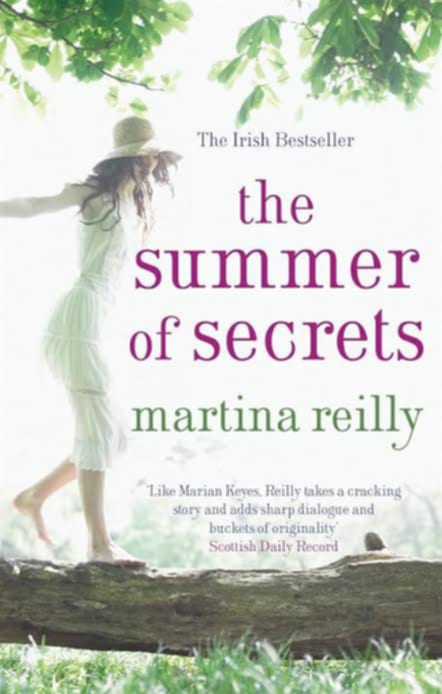 The Irish Bestseller
the
summer
of secrets
martina reilly
'Like Marian Keyes, Reilly takes a cracking
story and adds sharp dialogue and
buckets of originality'
Scottish Daily Record